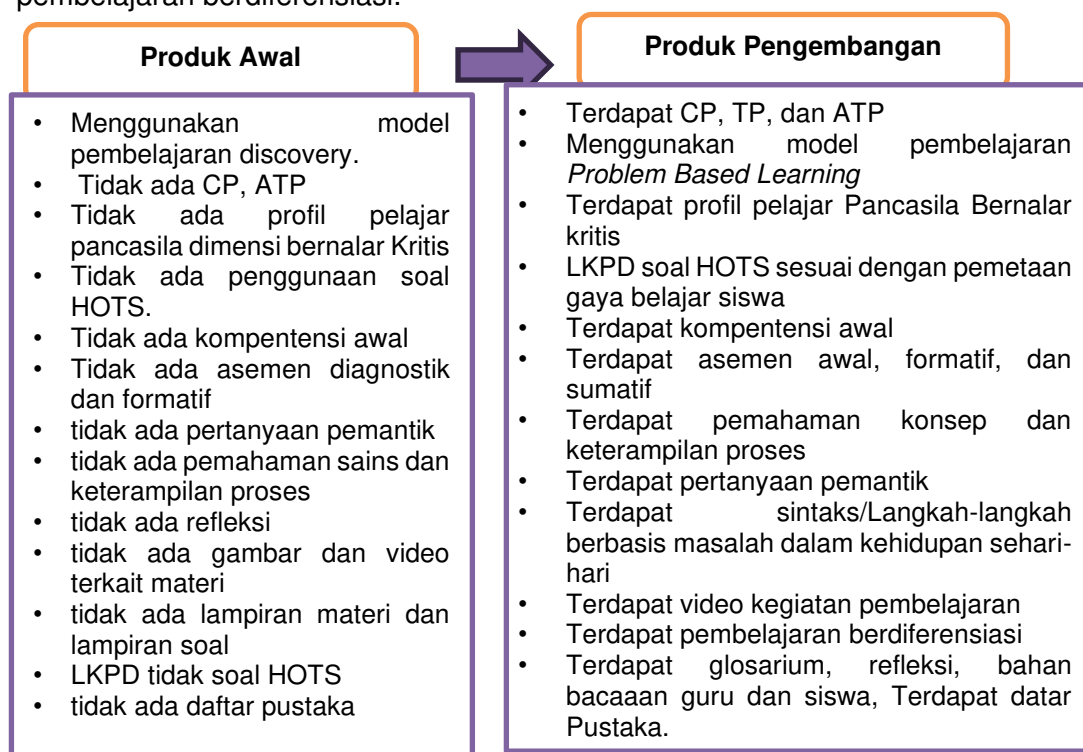 pembelajaran berdiferensiasi.
Produk Awal
• Menggunakan model
pembelajaran discovery.
• Tidak ada CP, ATP
• Tidak ada profil pelajar
pancasila dimensi bernalar Kritis
• Tidak ada penggunaan soal
HOTS.
• Tidak ada kompentensi awal
• Tidak ada asemen diagnostik
dan formatif
• tidak ada pertanyaan pemantik
• tidak ada pemahaman sains dan
keterampilan proses
• tidak ada refleksi
• tidak ada gambar dan video
terkait materi
• tidak ada lampiran materi dan
lampiran soal
• LKPD tidak soal HOTS
• tidak ada daftar pustaka
Produk Pengembangan
• Terdapat CP, TP, dan ATP
• Menggunakan model pembelajaran
Problem Based Learning
• Terdapat profil pelajar Pancasila Bernalar
kritis
• LKPD soal HOTS sesuai dengan pemetaan
gaya belajar siswa
• Terdapat kompentensi awal
• Terdapat asemen awal, formatif, dan
sumatif
• Terdapat pemahaman konsep dan
keterampilan proses
• Terdapat pertanyaan pemantik
• Terdapat sintaks/Langkah-langkah
berbasis masalah dalam kehidupan sehari-
hari
• Terdapat video kegiatan pembelajaran
• Terdapat pembelajaran berdiferensiasi
• Terdapat glosarium, refleksi, bahan
bacaaan guru dan siswa, Terdapat datar
Pustaka.